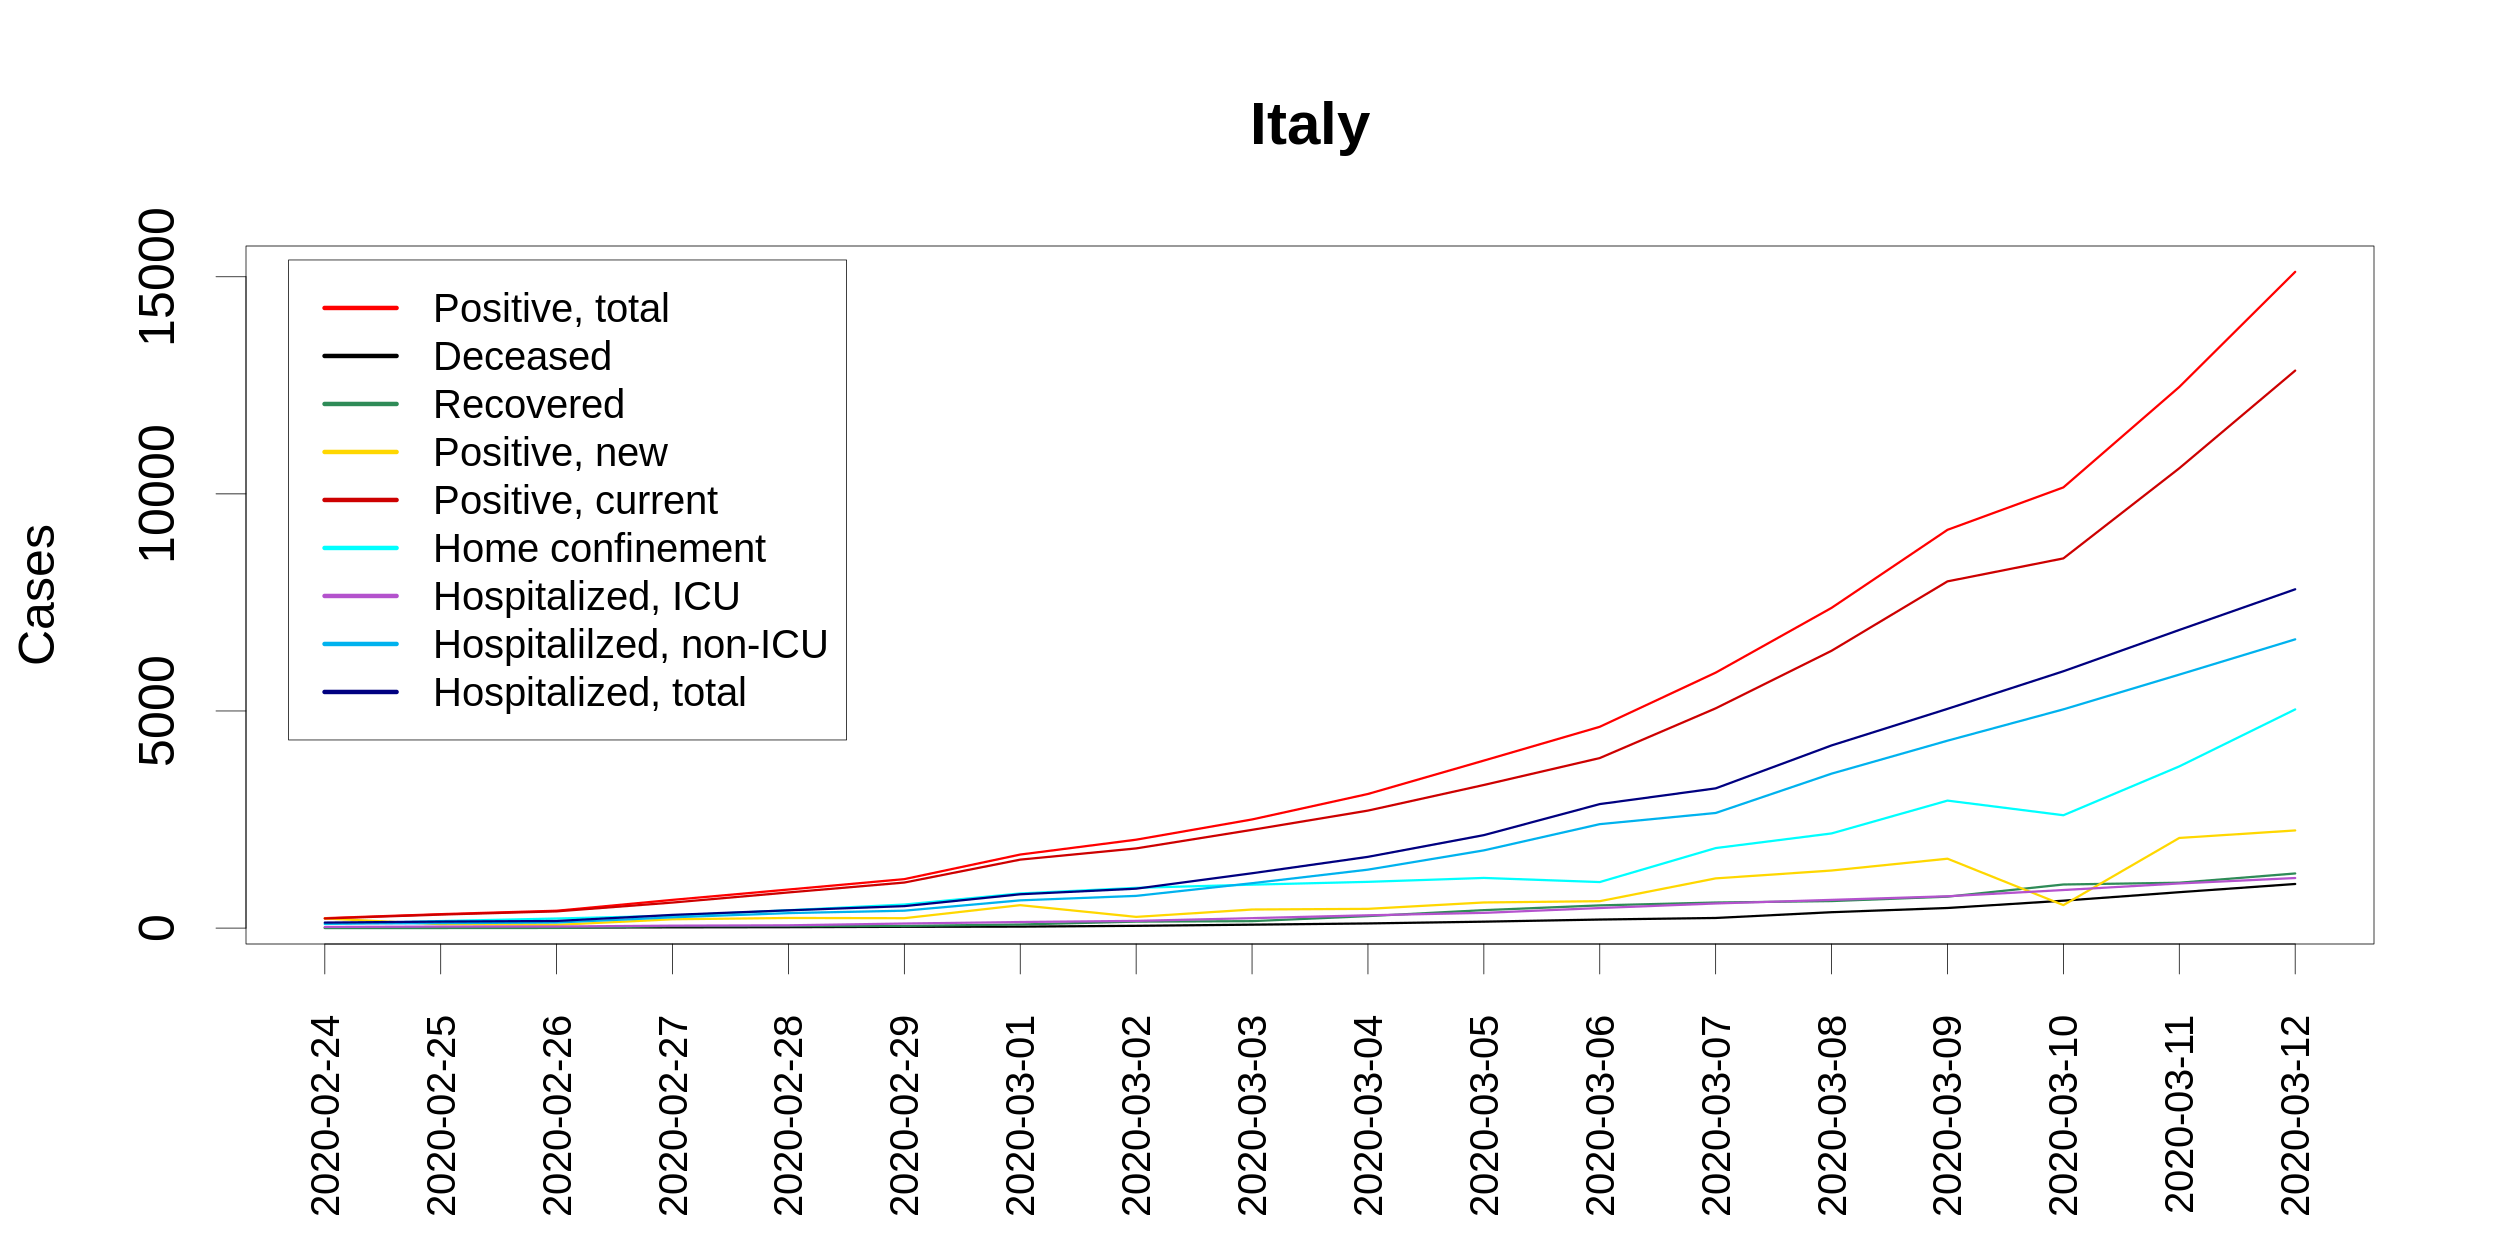 Italy
Cases
15000
10000
5000
0
Positive, total
Deceased
Recovered
Positive, new
Positive, current
Home confinement
Hospitalized, ICU
Hospitalilzed, non-ICU
Hospitalized, total
2020-02-24
2020-02-25
2020-02-26
2020-02-27
2020-02-28
2020-02-29
2020-03-01
2020-03-02
2020-03-03
2020-03-04
2020-03-05
2020-03-06
2020-03-07
2020-03-08
2020-03-09
2020-03-10
2020-03-11
2020-03-12